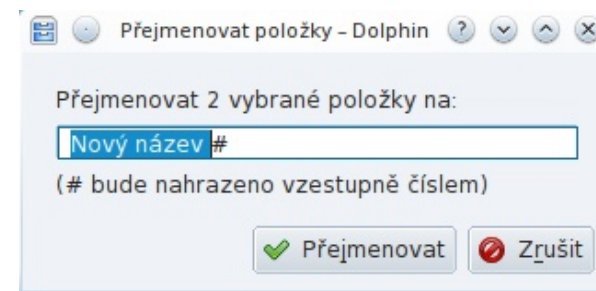 Přejmenovat položky – Dolphin
Přejmenovat 2 vybrané položky na:
Nový název #
(# bude nahrazeno vzestupně číslem)
Přejmenovat Zrušit